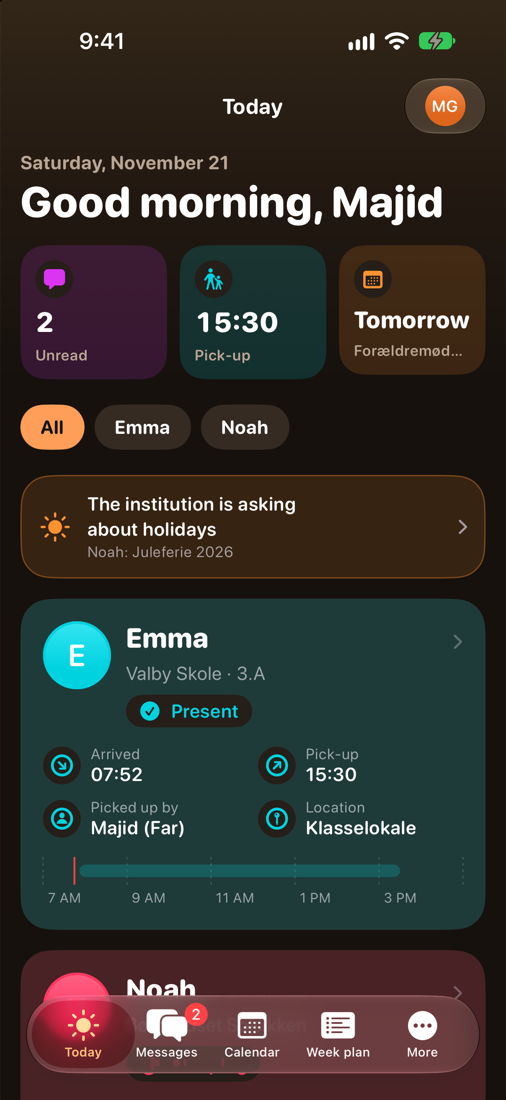 9:41
Today
MG
Saturday, November 21
Good morning, Majid
2
Unread
15:30
Pick-up
Tomorrow
Forældremød...
All
Emma
Noah
The institution is asking
about holidays
Noah: Juleferie 2026
E
Emma
Valby Skole · 3.A
Present
Arrived
07:52
Pick-up
15:30
Picked up by
Majid (Far)
Location
Klasselokale
7 AM 9 AM 11 AM 1 PM 3 PM
Noah
2
Today Messages Calendar Week plan More